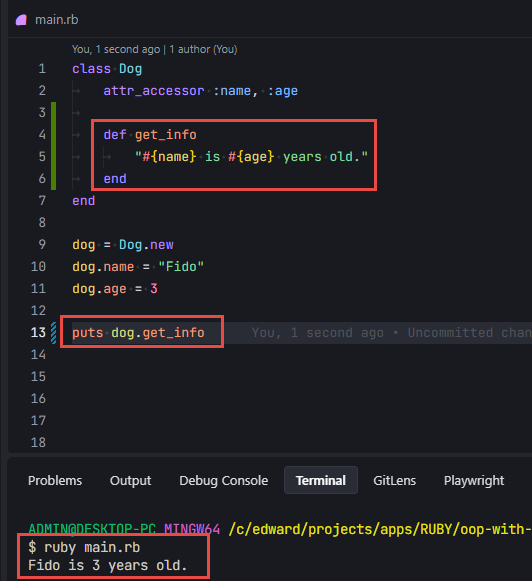 main.rb
You, 1 second ago | 1 author (You)
1 class Dog
2 attr_accessor :name, :age
3
4 def get_info
5 "#{name} is #{age} years old."
6 end
7 end
8
9 dog = Dog.new
10 dog.name = "Fido"
11 dog.age = 3
12
13 puts dog.get_info You, 1 second ago • Uncommitted chan
14
15
16
17
18
Problems Output Debug Console Terminal GitLens Playwright
ADMIN@DESKTOP-PC MINGW64 /c/edward/projects/apps/RUBY/oop-with-
$ ruby main.rb
Fido is 3 years old.